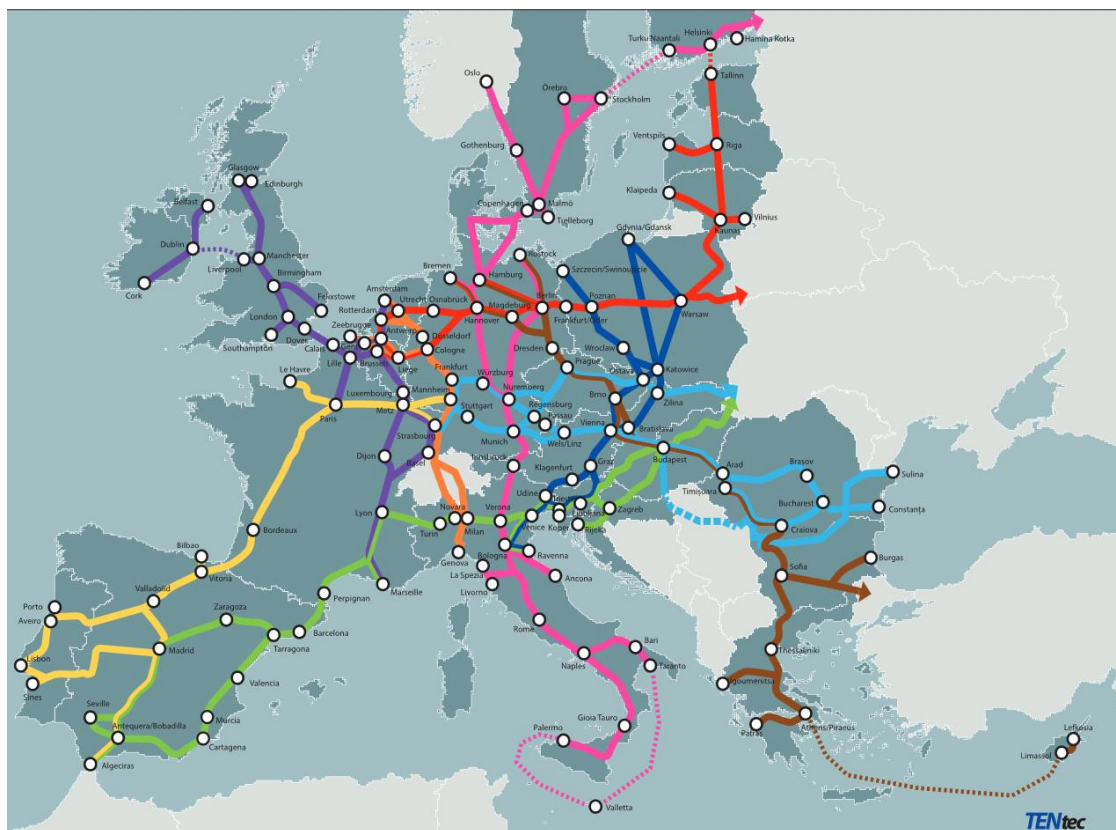 Helsinki
Turku Naantali
Hamina Kotka
Oslo
Örebro
Stockholm
Tallinn
Ventspils
Riga
Gothenburg
Glasgow
Edinburgh
Klaipeda
Belfast
Copenhagen
Malmö
Trelleborg
Vilnius
Kaunas
Gdynia/Gdansk
Dublin
Liverpool
Manchester
Rostock
Bremen
Hamburg
Szczecin/Swinoujscie
Cork
Birmingham
Felixstowe
Amsterdam
Utrecht
Osnabrück
Rotterdam
Magdeburg
Berlin
Poznan
Hannover
Frankfurt/Oder
Warsaw
London
Zeebrugge
Southampton
Dover
Calais
Antwerp
Düsseldorf
Cologne
Dresden
Wroclaw
Lille
Brussels
Liège
Prague
Le Havre
Frankfurt
Ostava
Katowice
Würzburg
Luxembourg
Mannheim
Nuremberg
Regensburg
Brno
Zilina
Paris
Metz
Stuttgart
Passau
Strasbourg
Munich
Wels/Linz
Vienna
Bratislava
Dijon
Basel
Budapest
Innsbruck
Klagenfurt
Graz
Arad
Braşov
Sulina
Timişuara
Udine
Trieste
Ljubljana
Zagreb
Lyon
Novara
Verona
Venice
Koper
Rijeka
Bucharest
Constanţa
Turin
Milan
Craiova
Bordeaux
Genova
Bologna
Ravenna
Bilbao
Vitoria
Sofia
Burgas
La Spezia
Ancona
Livorno
Marseille
Valladolid
Perpignan
Porto
Aveiro
Zaragoza
Barcelona
Rome
Tarragona
Madrid
Bari
Thessaloniki
Lisbon
Naples
Taranto
Igoumenitsa
Sines
Valencia
Seville
Murcia
Antequera/Bobadilla
Cartagena
Gioia Tauro
Athens/Piraeus
Patras
Palermo
Lefkosia
Limassol
Algeciras
Valletta
TENtec